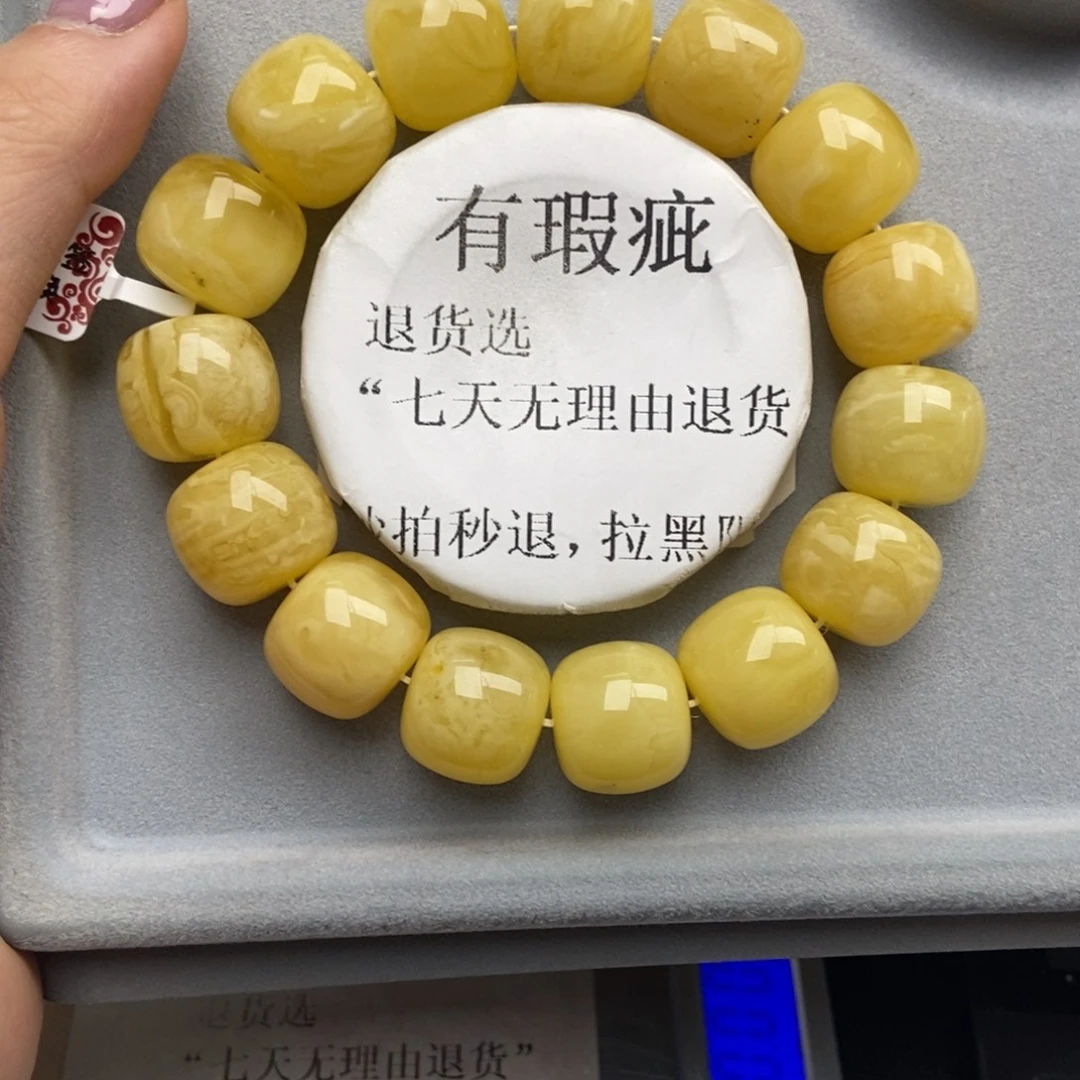 有瑕疵
退货选
“七天无理由退货
拍秒退，拉黑
退货选
“七天无理由退货”